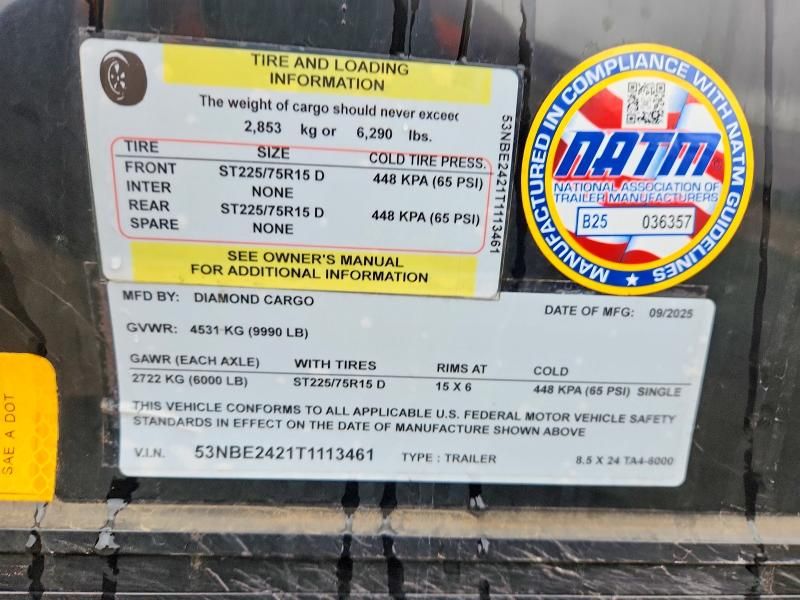 TIRE AND LOADING
INFORMATION
The weight of cargo should never exceed
2,853 kg or 6,290 lbs.
TIRE SIZE COLD TIRE PRESS
FRONT ST225/75R15 D 448 KPA (65 PSI)
INTER NONE
REAR ST225/75R15 D 448 KPA (65 PSI)
SPARE NONE
SEE OWNER'S MANUAL
FOR ADDITIONAL INFORMATION
53NBE2421T1113461
MANUFACTURED IN COMPLIANCE WITH NATM GUIDELINES
NATM
NATIONAL ASSOCIATION OF
TRAILER MANUFACTURERS
B25 036357
MFD BY: DIAMOND CARGO DATE OF MFG: 09/2025
GVWR: 4531 KG (9990 LB)
GAWR (EACH AXLE) WITH TIRES RIMS AT COLD
2722 KG (6000 LB) ST225/75R15 D 15 X 6 448 KPA (65 PSI) SINGLE
THIS VEHICLE CONFORMS TO ALL APPLICABLE U.S. FEDERAL MOTOR VEHICLE SAFETY
STANDARDS IN EFFECT ON THE DATE OF MANUFACTURE SHOWN ABOVE
V.I.N. 53NBE2421T1113461 TYPE : TRAILER 8.5 X 24 TA4-6000
SAE A DOT